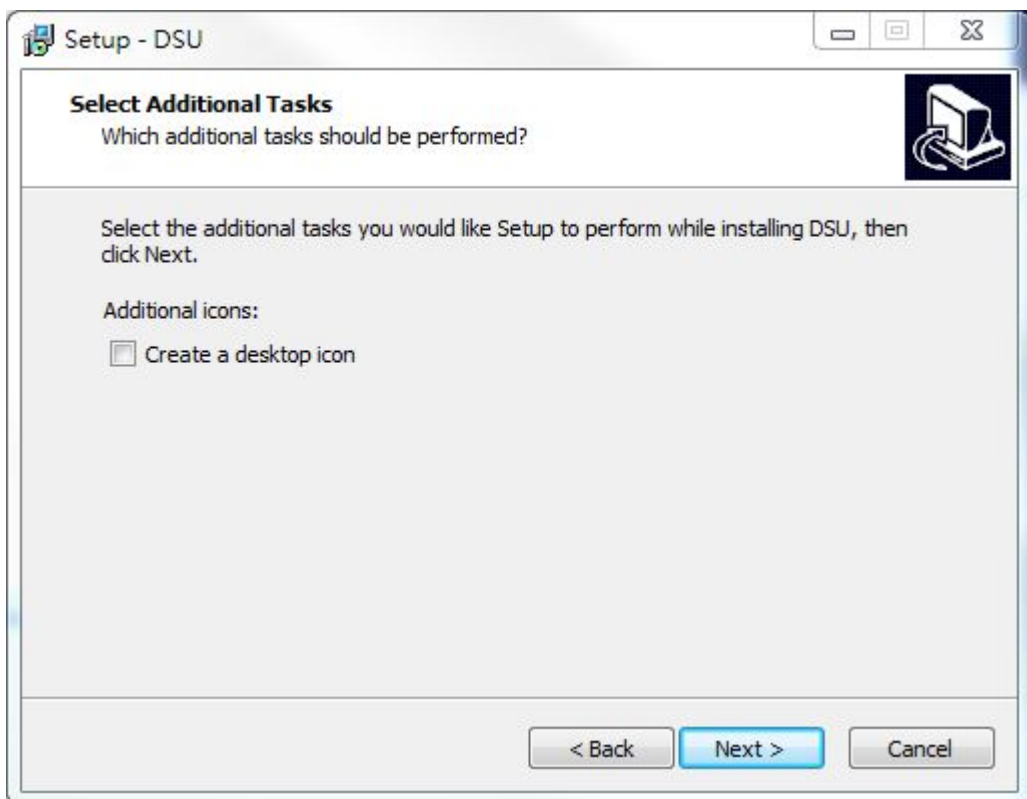 Setup - DSU
Select Additional Tasks
Which additional tasks should be performed?
Select the additional tasks you would like Setup to perform while installing DSU, then
click Next.
Additional icons:
Create a desktop icon
< Back
Next >
Cancel